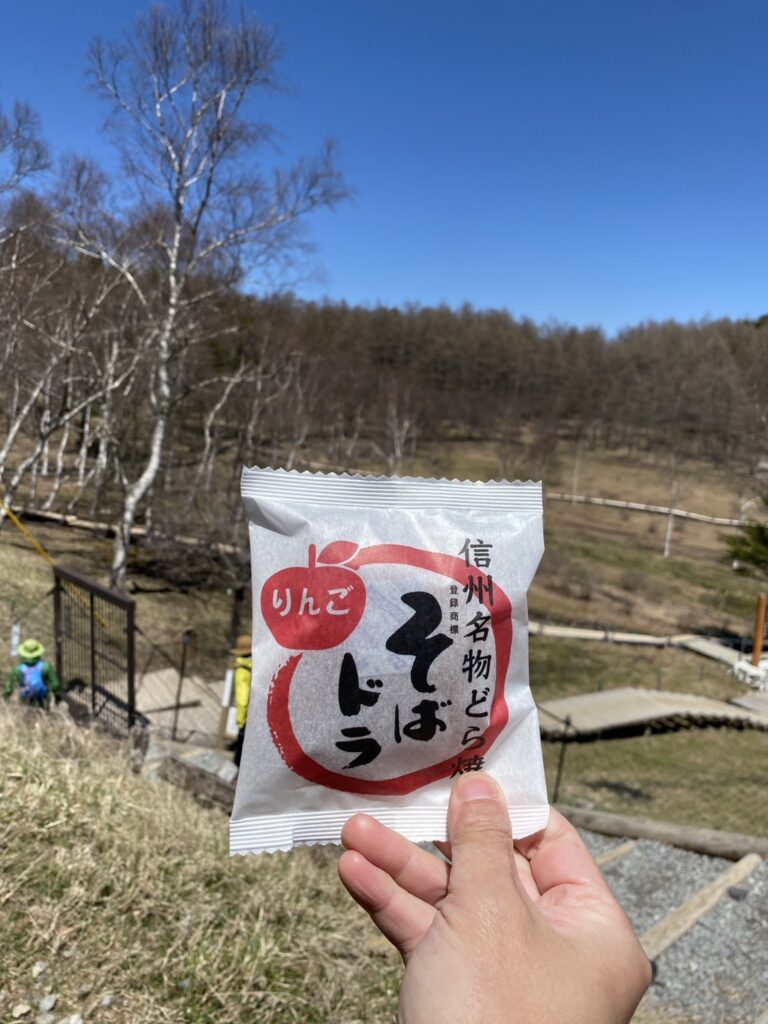 信州名物どら焼
登録商標
りんご
そば
ドラ